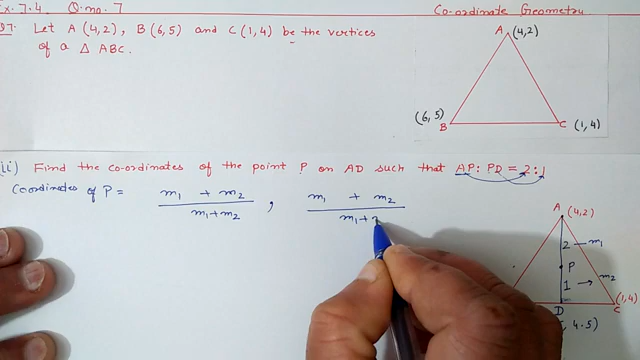 Ex. 7.4 Q.no. 7
Co-ordinate Geometry
Q7. Let A (4,2), B (6,5) and C (1,4) be the vertices
of a Δ ABC.
A (4,2)
(6,5)
B
C (1,4)
ii) Find the co-ordinates of the point P on AD such that AP: PD = 2:1
Coordinates of P =
m₁ + m₂ , m₁ + m₂
m₁+m₂ m₁+
A (4,2)
2 — m₁
P
m₂
1 →
(1,4)
D C
, 4.5)